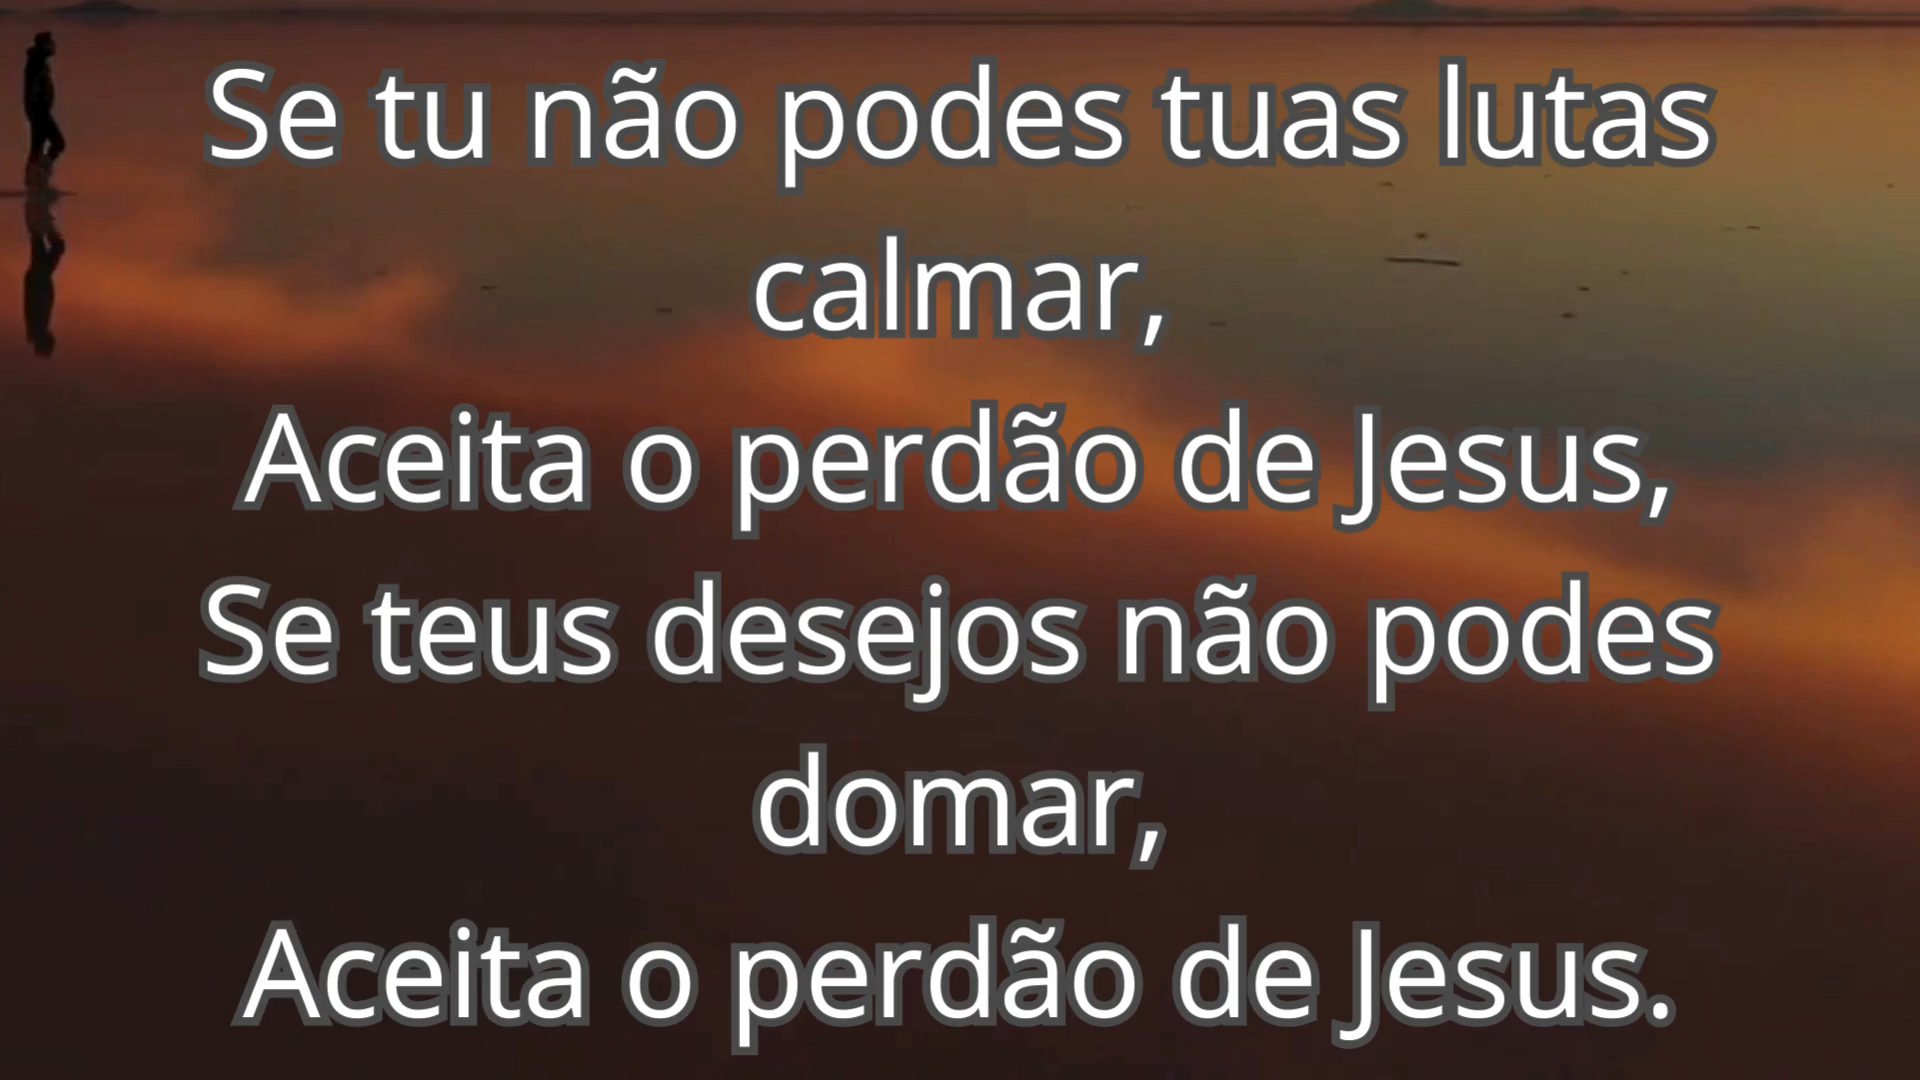 Se tu não podes tuas lutas
calmar,
Aceita o perdão de Jesus,
Se teus desejos não podes
domar,
Aceita o perdão de Jesus.